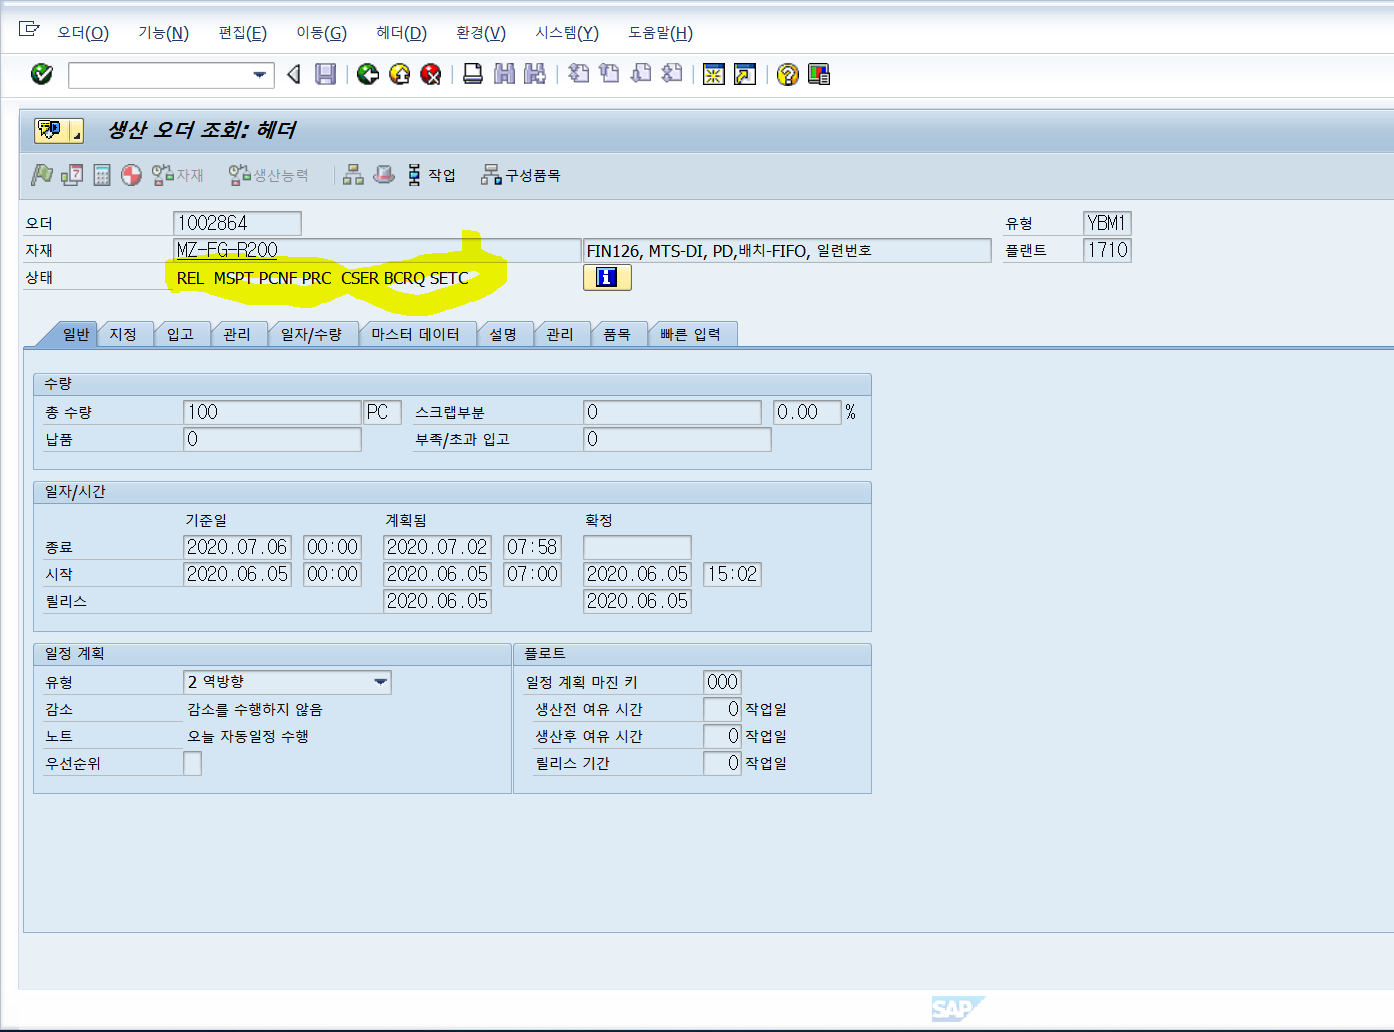 오더(O) 기능(N) 편집(E) 이동(G) 헤더(D) 환경(V) 시스템(Y) 도움말(H)
생산 오더 조회: 헤더
자재 생산능력 작업 구성품목
오더 1002864 유형 YBM1
자재 MZ-FG-R200 FIN126, MTS-DI, PD,배치-FIFO, 일련번호 플랜트 1710
상태 REL MSPT PCNF PRC CSER BCRQ SETC
일반 지정 입고 관리 일자/수량 마스터 데이터 설명 관리 품목 빠른 입력
수량
총 수량 100 PC 스크랩부분 0 0.00 %
납품 0 부족/초과 입고 0
일자/시간
기준일 계획됨 확정
종료 2020.07.06 00:00 2020.07.02 07:58
시작 2020.06.05 00:00 2020.06.05 07:00 2020.06.05 15:02
릴리스 2020.06.05 2020.06.05
일정 계획 플로트
유형 2 역방향 일정 계획 마진 키 000
감소 감소를 수행하지 않음 생산전 여유 시간 0 작업일
노트 오늘 자동일정 수행 생산후 여유 시간 0 작업일
우선순위 릴리스 기간 0 작업일
SAP